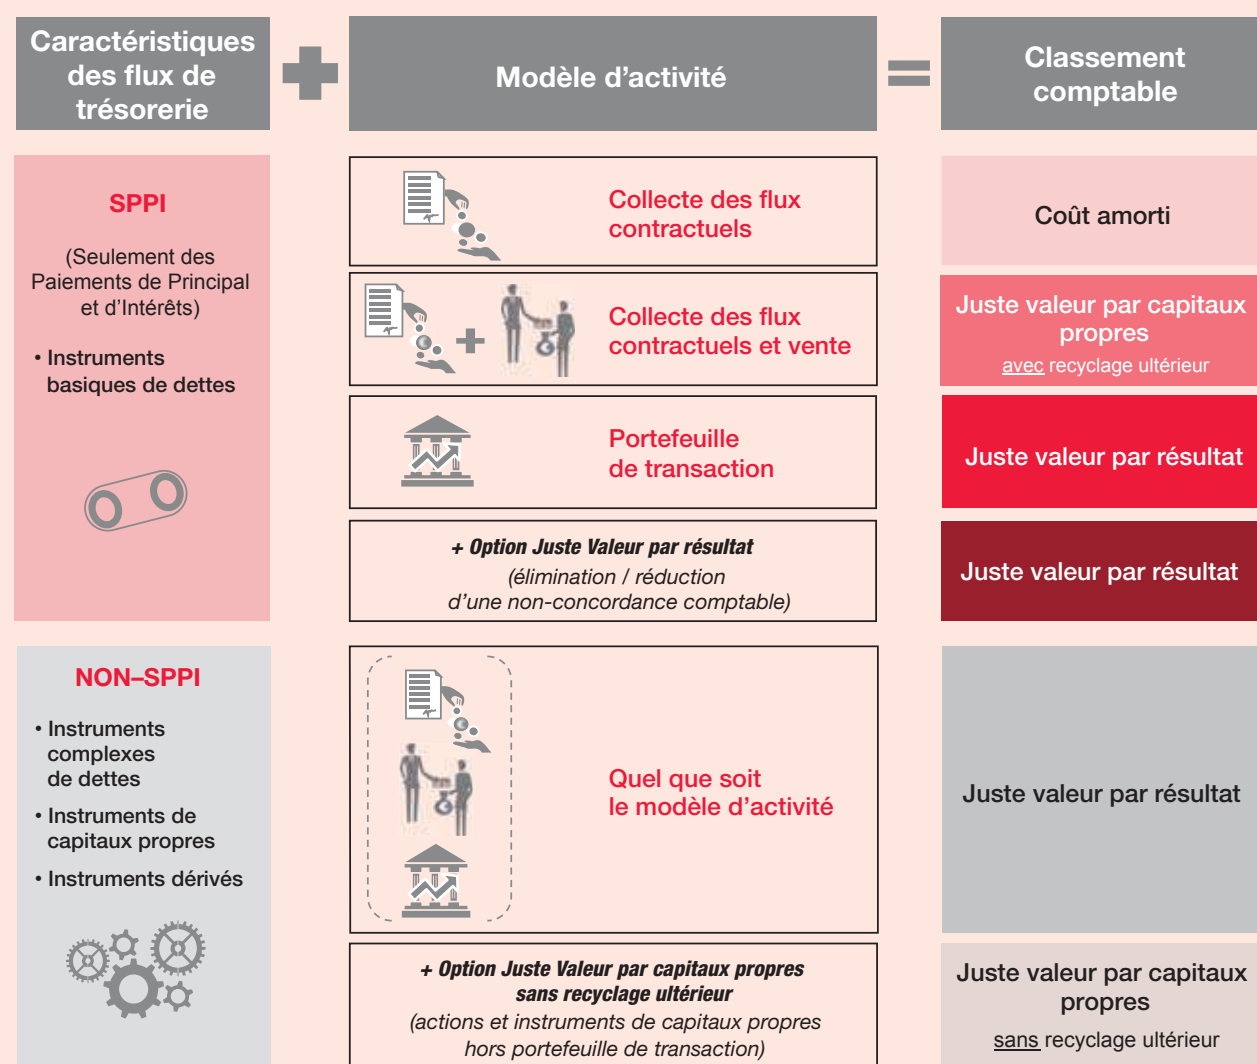 Caractéristiques
des flux de
trésorerie
Modèle d'activité
Classement
comptable
SPPI
(Seulement des
Paiements de Principal
et d'Intérêts)
• Instruments
basiques de dettes
Collecte des flux
contractuels
Coût amorti
Collecte des flux
contractuels et vente
Juste valeur par capitaux
propres
avec recyclage ultérieur
Portefeuille
de transaction
Juste valeur par résultat
+ Option Juste Valeur par résultat
(élimination / réduction
d'une non-concordance comptable)
Juste valeur par résultat
NON–SPPI
• Instruments
complexes
de dettes
• Instruments de
capitaux propres
• Instruments dérivés
Quel que soit
le modèle d'activité
Juste valeur par résultat
+ Option Juste Valeur par capitaux propres
sans recyclage ultérieur
(actions et instruments de capitaux propres
hors portefeuille de transaction)
Juste valeur par capitaux
propres
sans recyclage ultérieur